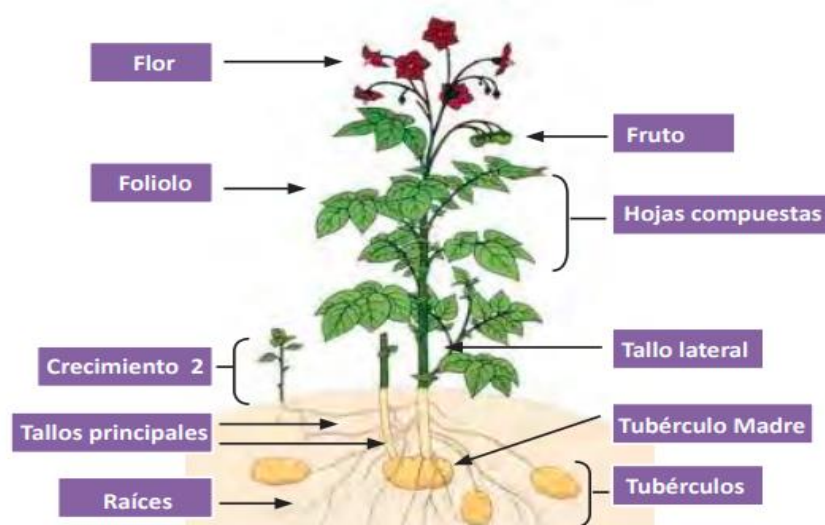 Flor
Fruto
Foliolo
Hojas compuestas
Crecimiento 2
Tallo lateral
Tallos principales
Tubérculo Madre
Raíces
Tubérculos